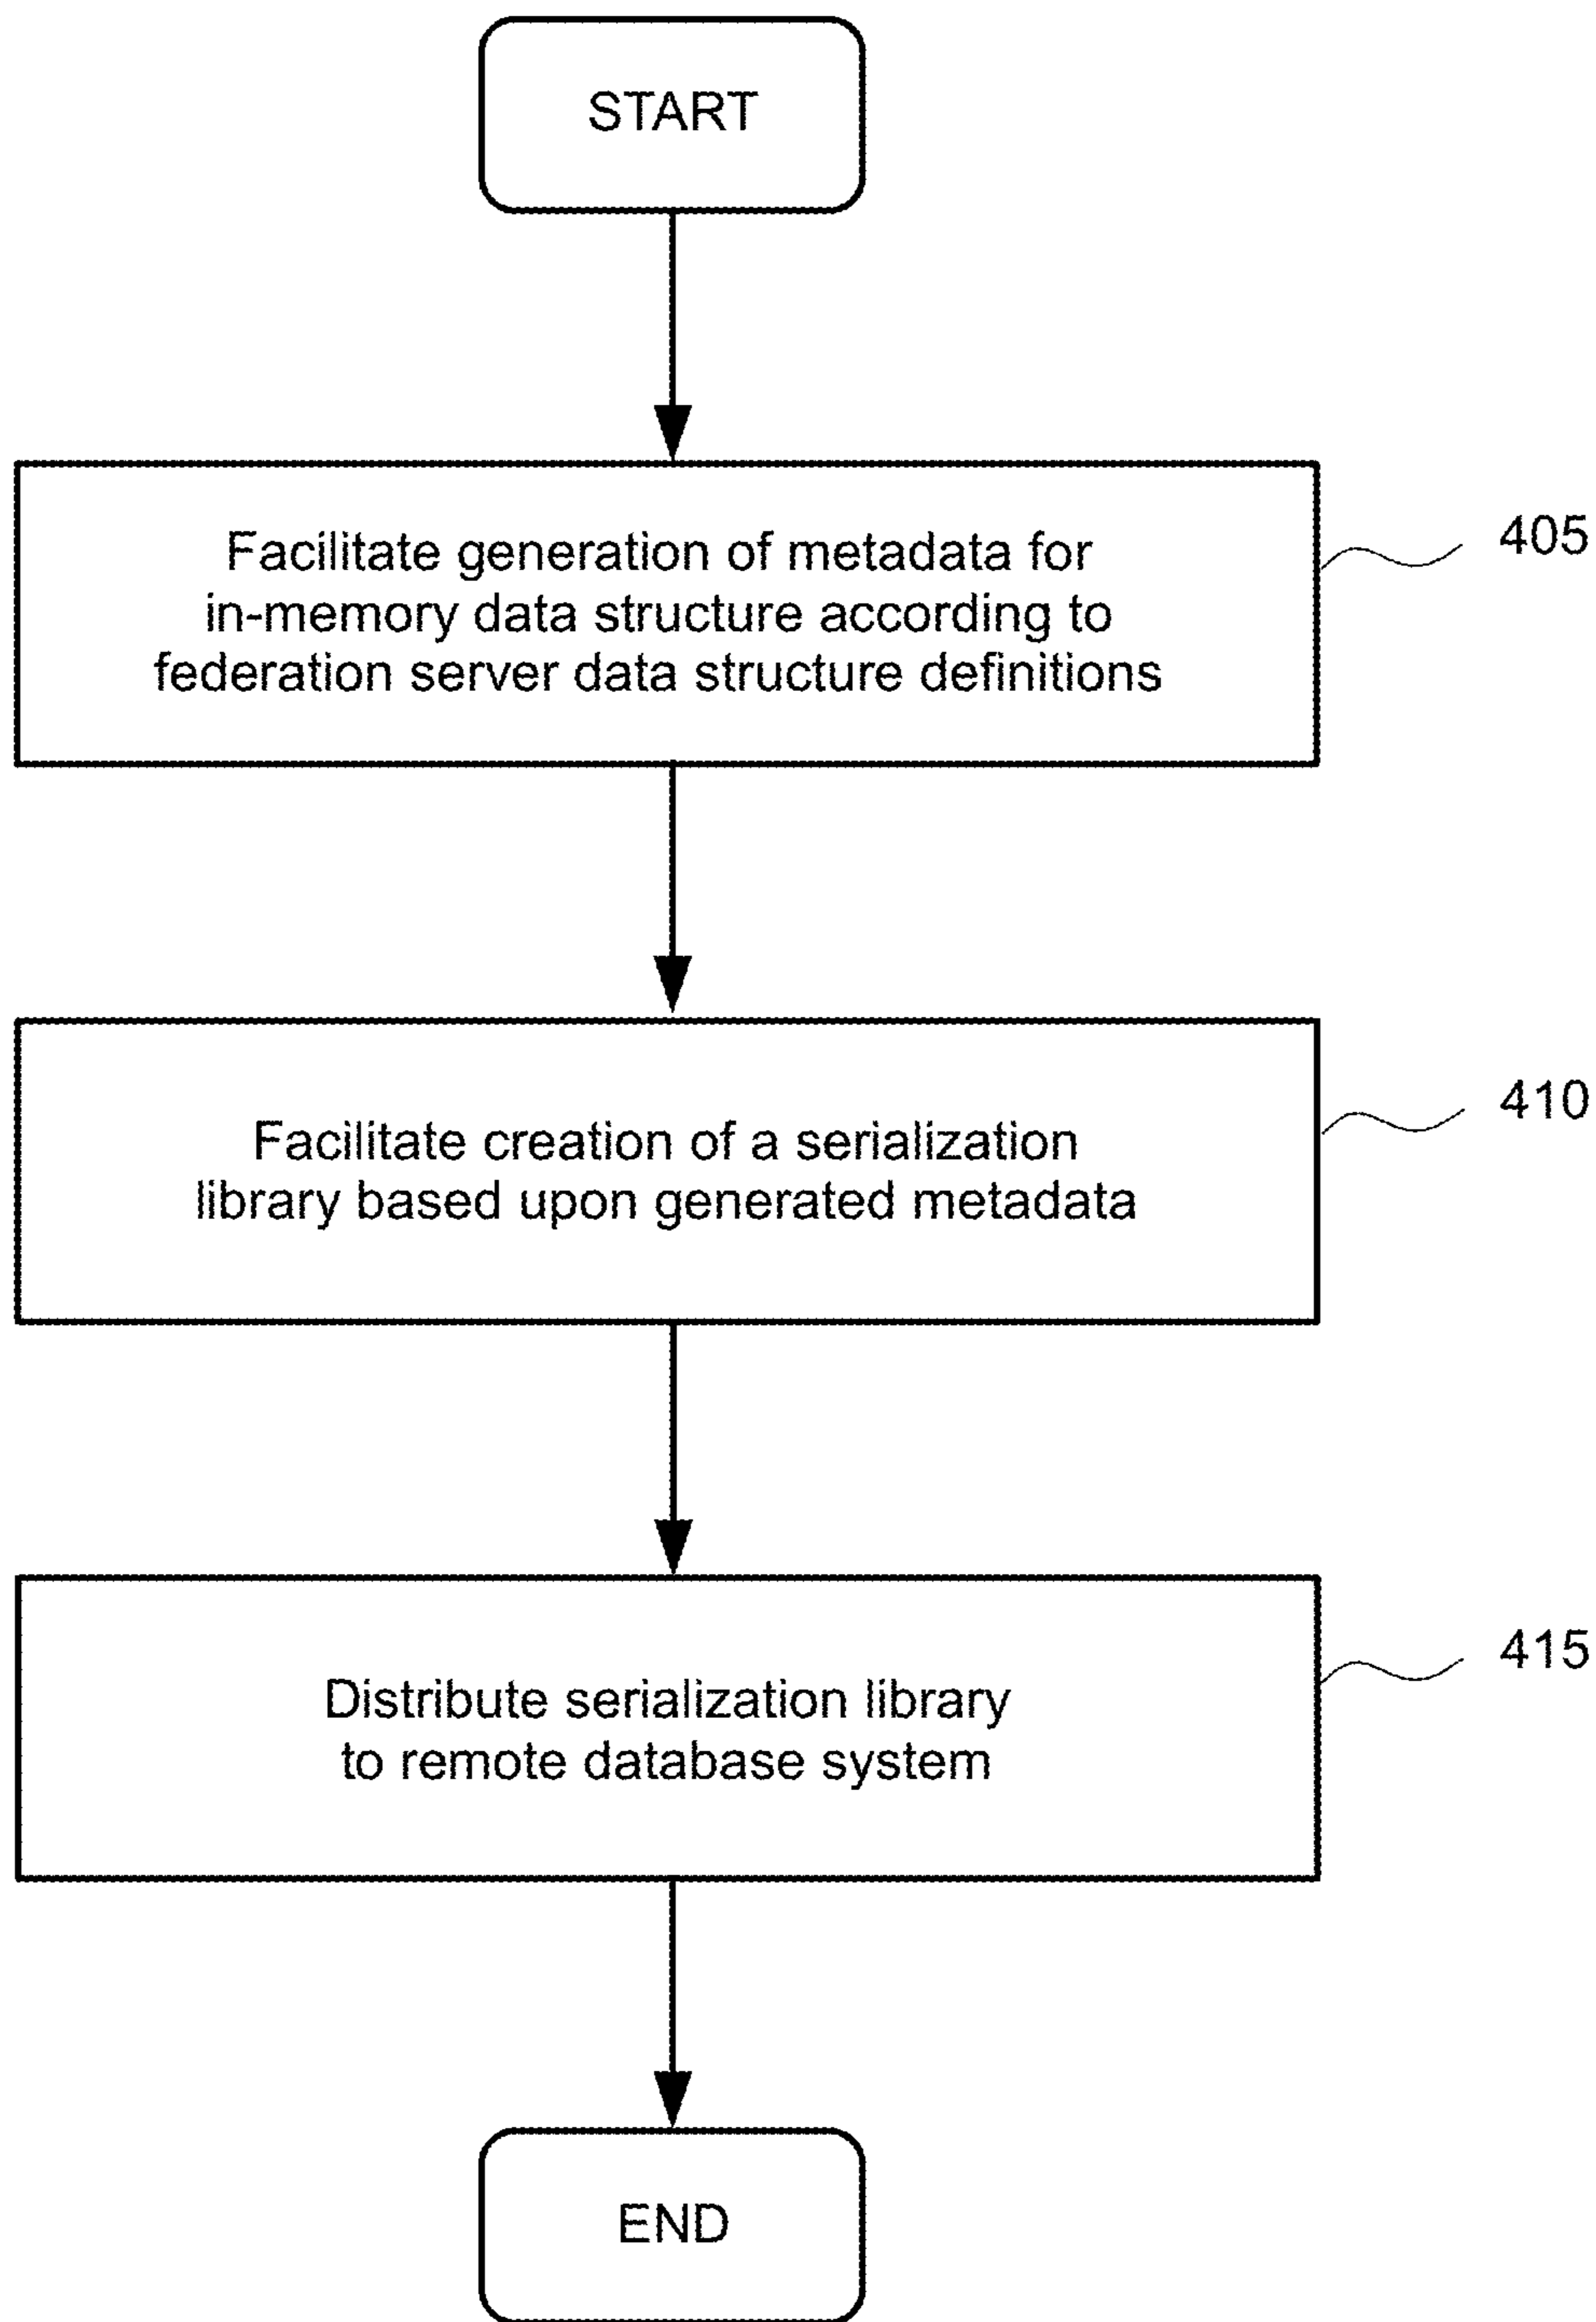 START
Facilitate generation of metadata for
in-memory data structure according to
federation server data structure definitions
405
Facilitate creation of a serialization
library based upon generated metadata
410
Distribute serialization library
to remote database system
415
END